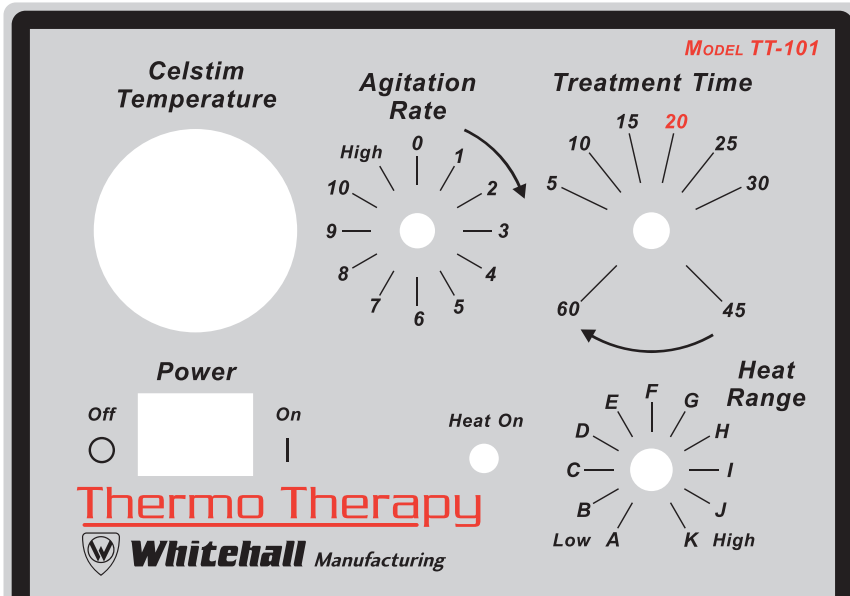 MODEL TT-101
Celstim
Temperature
Agitation
Rate
High
0
1
2
3
4
5
6
7
8
9
10
Treatment Time
5
10
15
20
25
30
45
60
Power
Off
On
Heat On
Heat
Range
Low
A
B
C
D
E
F
G
H
I
J
K
High
Thermo Therapy
W
Whitehall Manufacturing